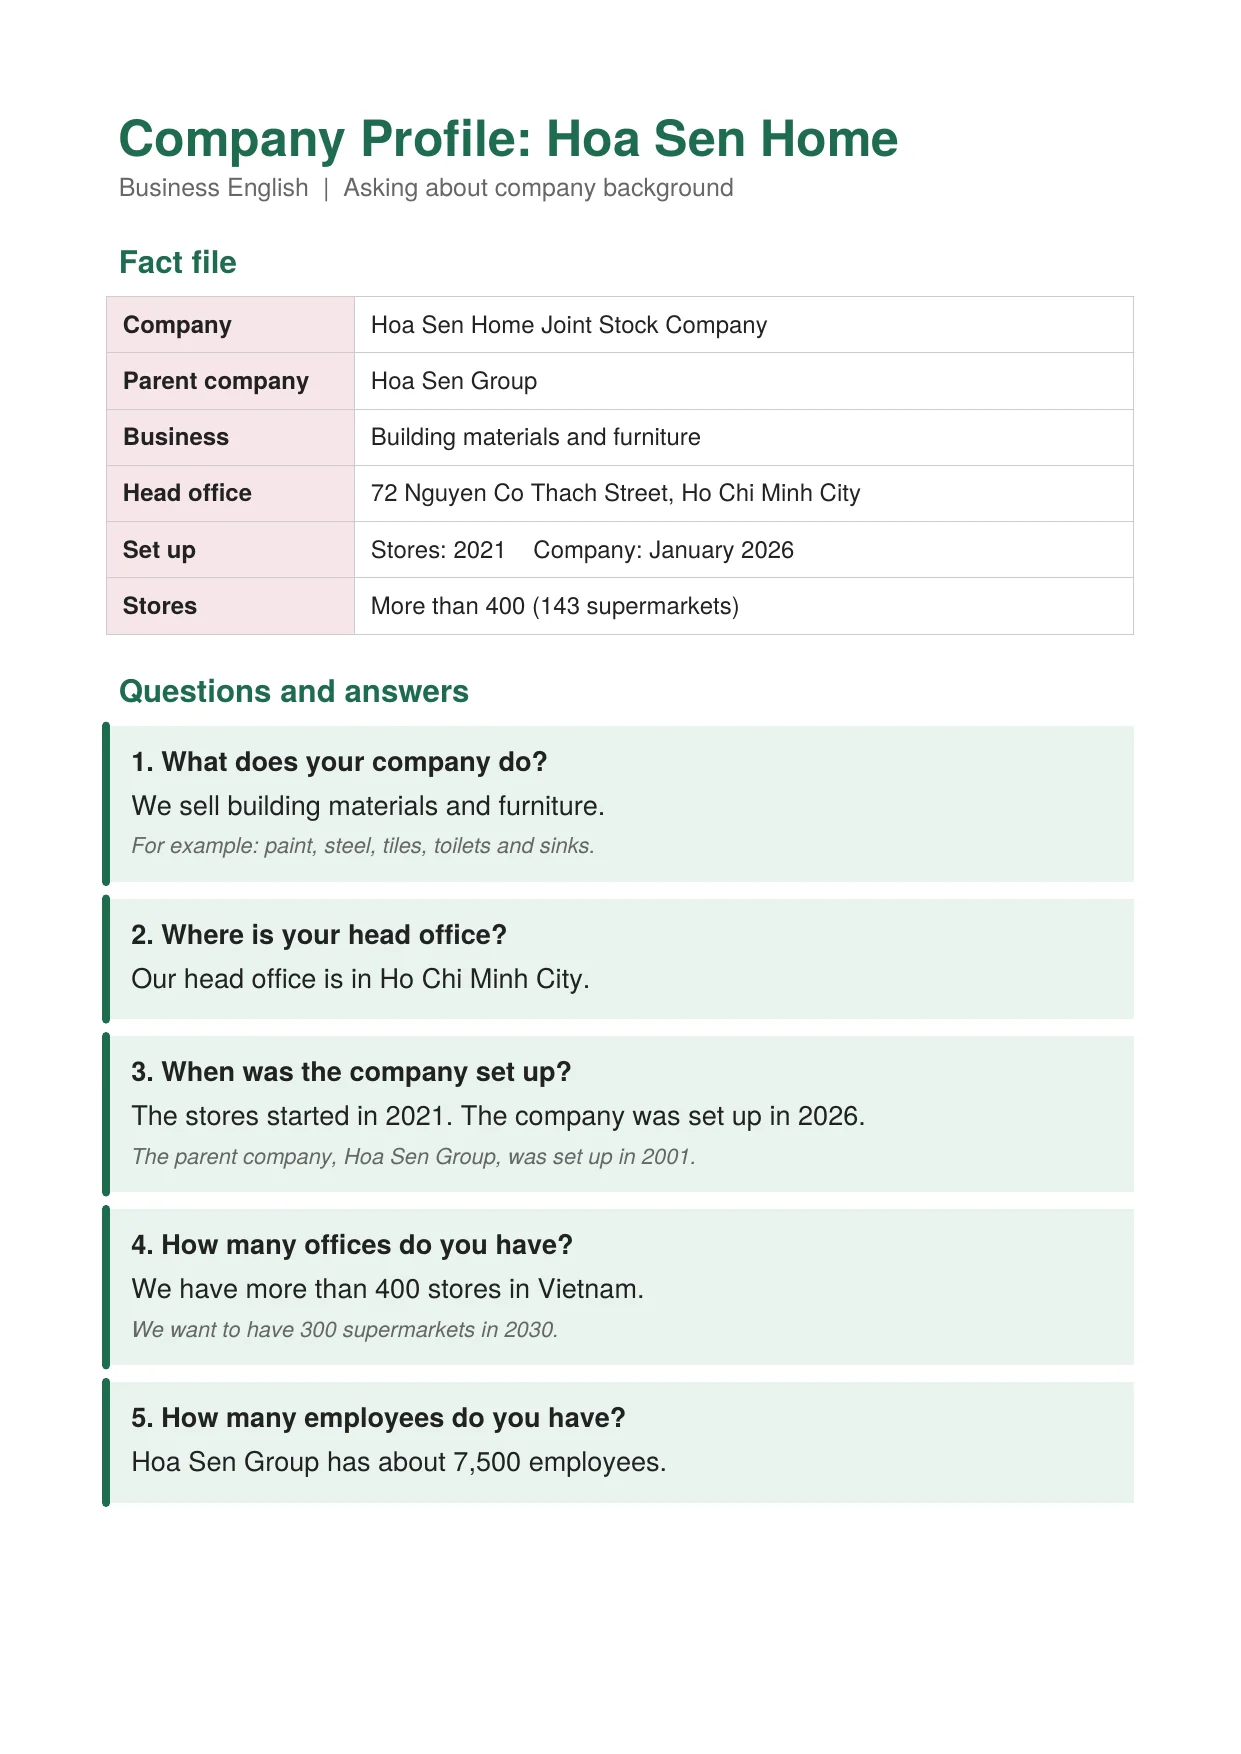 Company Profile: Hoa Sen Home
Business English | Asking about company background
Fact file
Company Hoa Sen Home Joint Stock Company
Parent company Hoa Sen Group
Business Building materials and furniture
Head office 72 Nguyen Co Thach Street, Ho Chi Minh City
Set up Stores: 2021 Company: January 2026
Stores More than 400 (143 supermarkets)
Questions and answers
1. What does your company do?
We sell building materials and furniture.
For example: paint, steel, tiles, toilets and sinks.
2. Where is your head office?
Our head office is in Ho Chi Minh City.
3. When was the company set up?
The stores started in 2021. The company was set up in 2026.
The parent company, Hoa Sen Group, was set up in 2001.
4. How many offices do you have?
We have more than 400 stores in Vietnam.
We want to have 300 supermarkets in 2030.
5. How many employees do you have?
Hoa Sen Group has about 7,500 employees.